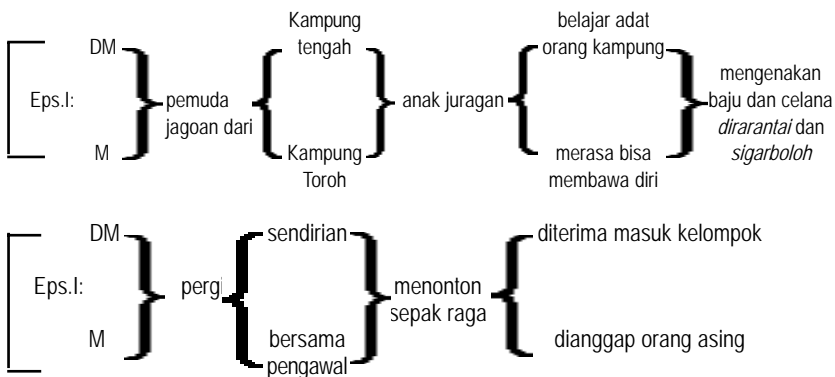 Kampung
tengah
belajar adat
orang kampung
DM
Eps.I:
pemuda
jagoan dari
anak juragan
mengenakan
baju dan celana
dirarantai dan
sigarboloh
M
Kampung
Toroh
merasa bisa
membawa diri
DM
sendirian
diterima masuk kelompok
Eps.I:
pergi
menonton
sepak raga
M
bersama
pengawal
dianggap orang asing